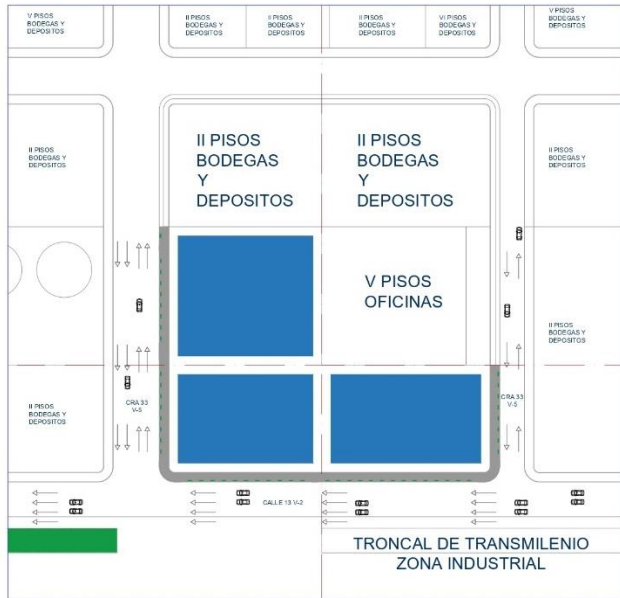 V PISOS
BODEGAS Y
DEPOSITOS
II PISOS
BODEGAS Y
DEPOSITOS
II PISOS
BODEGAS Y
DEPOSITOS
II PISOS
BODEGAS Y
DEPOSITOS
VI PISOS
BODEGAS Y
DEPOSITOS
V PISOS
BODEGAS Y
DEPOSITOS
II PISOS
BODEGAS Y
DEPOSITOS
II PISOS
BODEGAS
Y
DEPOSITOS
II PISOS
BODEGAS
Y
DEPOSITOS
II PISOS
BODEGAS Y
DEPOSITOS
V PISOS
OFICINAS
II PISOS
BODEGAS Y
DEPOSITOS
II PISOS
BODEGAS Y
DEPOSITOS
CRA 33
V-5
CRA 33
V-5
CALLE 13 V-2
TRONCAL DE TRANSMILENIO
ZONA INDUSTRIAL